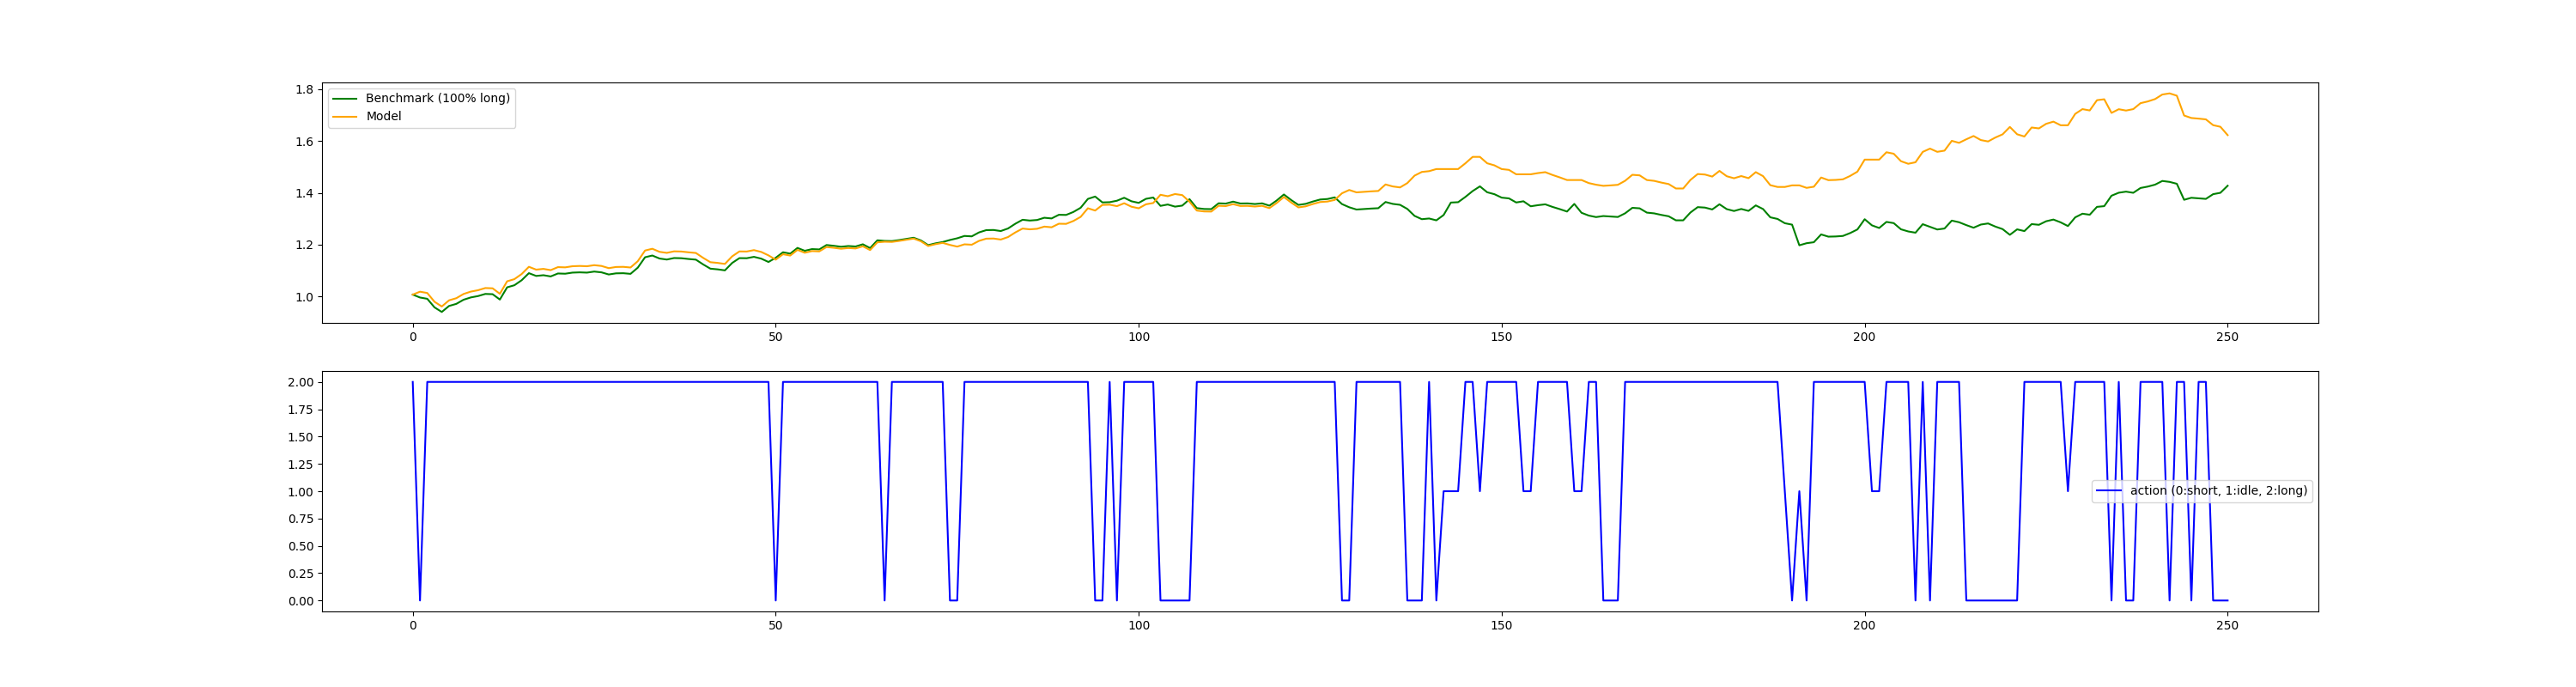 1.8
1.6
1.4
1.2
1.0
Benchmark (100% long)
Model
0 50 100 150 200 250
2.00
1.75
1.50
1.25
1.00
0.75
0.50
0.25
0.00
action (0:short, 1:idle, 2:long)
0 50 100 150 200 250